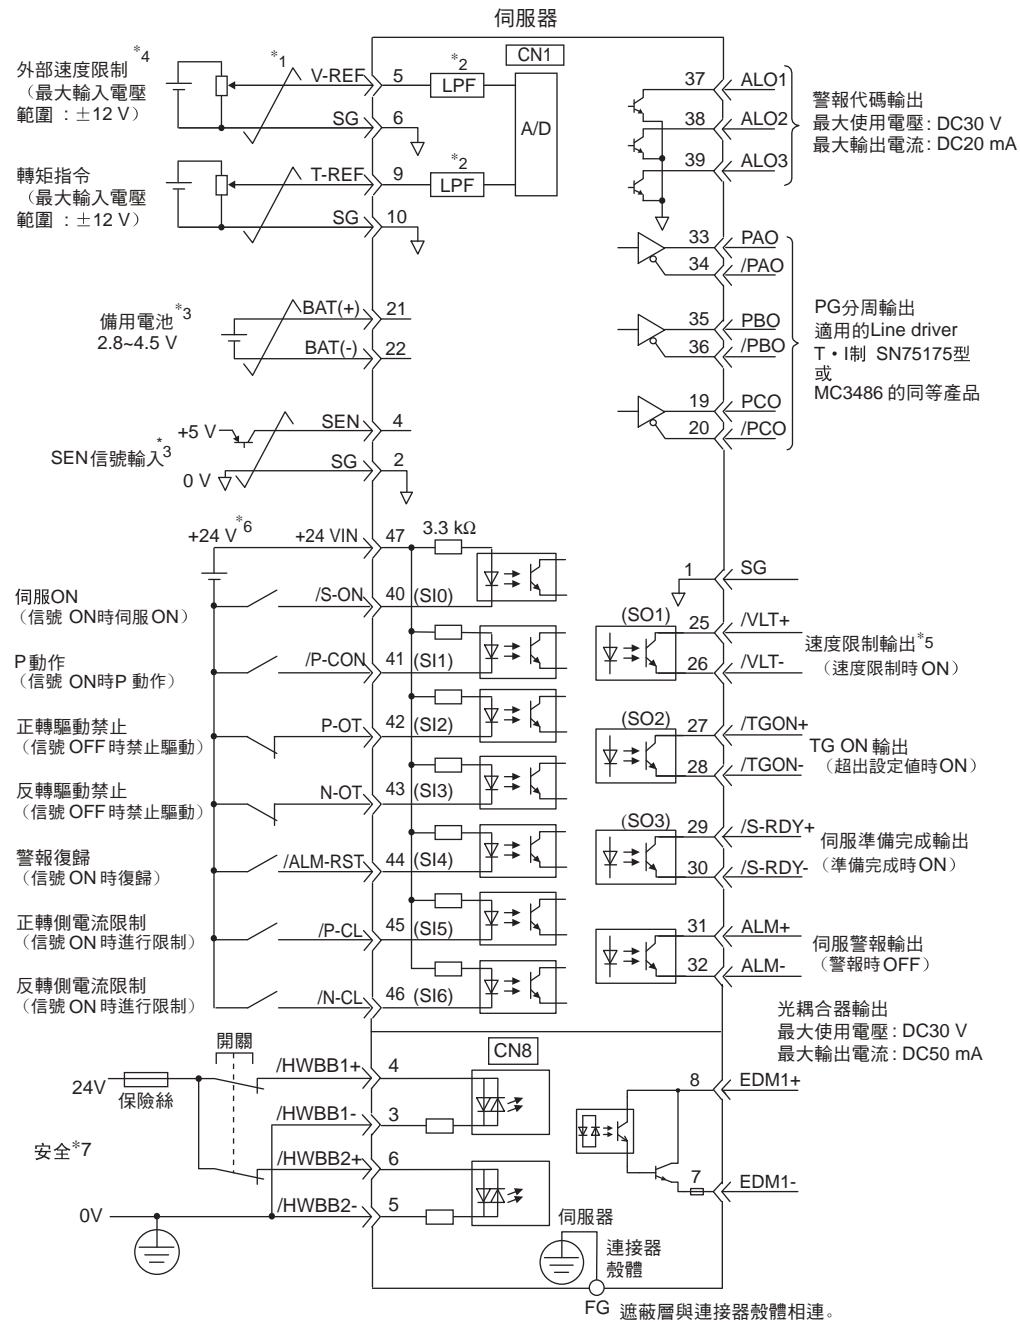 伺服器
CN1
外部速度限制*4
（最大輸入電壓
範圍：±12 V）
*1
V-REF 5
*2
LPF
SG 6
A/D
轉矩指令
（最大輸入電壓
範圍 ：±12 V）
T-REF 9
*2
LPF
SG 10
備用電池*3
2.8~4.5 V
BAT(+) 21
BAT(-) 22
SEN信號輸入*3
+5 V
SEN 4
0 V
SG 2
+24 V*6
+24 VIN 47
3.3 kΩ
伺服ON
（信號 ON時伺服ON）
/S-ON 40 (SI0)
P動作
（信號 ON時P 動作）
/P-CON 41 (SI1)
正轉驅動禁止
（信號 OFF 時禁止驅動）
P-OT 42 (SI2)
反轉驅動禁止
（信號 OFF 時禁止驅動）
N-OT 43 (SI3)
警報復歸
（信號 ON 時復歸）
/ALM-RST 44 (SI4)
正轉側電流限制
（信號 ON 時進行限制）
/P-CL 45 (SI5)
反轉側電流限制
（信號 ON 時進行限制）
/N-CL 46 (SI6)
37 ALO1
38 ALO2
39 ALO3
警報代碼輸出
最大使用電壓：DC30 V
最大輸出電流：DC20 mA
33 PAO
34 /PAO
35 PBO
36 /PBO
19 PCO
20 /PCO
PG分周輸出
適用的Line driver
T・I制 SN75175型
或
MC3486 的同等產品
1 SG
(SO1) 25 /VLT+
26 /VLT-
速度限制輸出*5
（速度限制時 ON）
(SO2) 27 /TGON+
28 /TGON-
TG ON 輸出
（超出設定值時ON）
(SO3) 29 /S-RDY+
30 /S-RDY-
伺服準備完成輸出
（準備完成時ON）
31 ALM+
32 ALM-
伺服警報輸出
（警報時OFF）
光耦合器輸出
最大使用電壓：DC30 V
最大輸出電流：DC50 mA
CN8
開關
24V
保險絲
/HWBB1+ 4
/HWBB1- 3
安全*7
/HWBB2+ 6
/HWBB2- 5
0V
8 EDM1+
7 EDM1-
伺服器
連接器
殼體
FG 遮蔽層與連接器殼體相連。